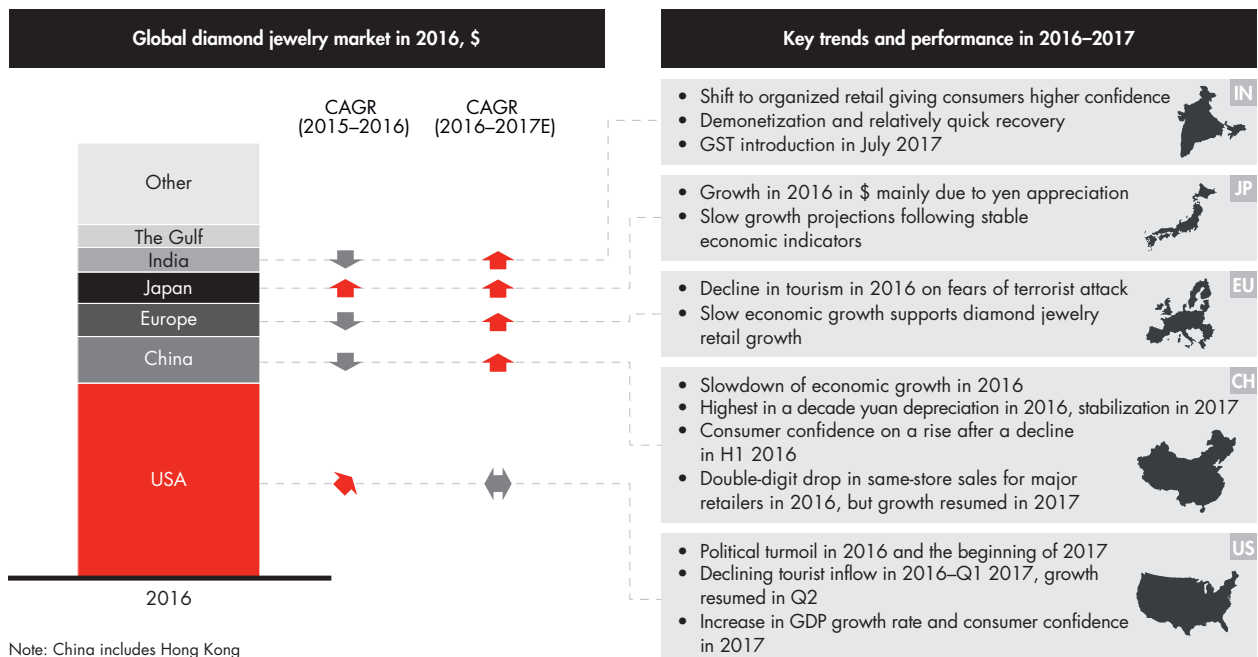 Global diamond jewelry market in 2016, $
CAGR
(2015–2016)
CAGR
(2016–2017E)
Other
The Gulf
India
Japan
Europe
China
USA
2016
Note: China includes Hong Kong
Key trends and performance in 2016–2017
IN
• Shift to organized retail giving consumers higher confidence
• Demonetization and relatively quick recovery
• GST introduction in July 2017
JP
• Growth in 2016 in $ mainly due to yen appreciation
• Slow growth projections following stable
economic indicators
EU
• Decline in tourism in 2016 on fears of terrorist attack
• Slow economic growth supports diamond jewelry
retail growth
CH
• Slowdown of economic growth in 2016
• Highest in a decade yuan depreciation in 2016, stabilization in 2017
• Consumer confidence on a rise after a decline
in H1 2016
• Double-digit drop in same-store sales for major
retailers in 2016, but growth resumed in 2017
US
• Political turmoil in 2016 and the beginning of 2017
• Declining tourist inflow in 2016–Q1 2017, growth
resumed in Q2
• Increase in GDP growth rate and consumer confidence
in 2017